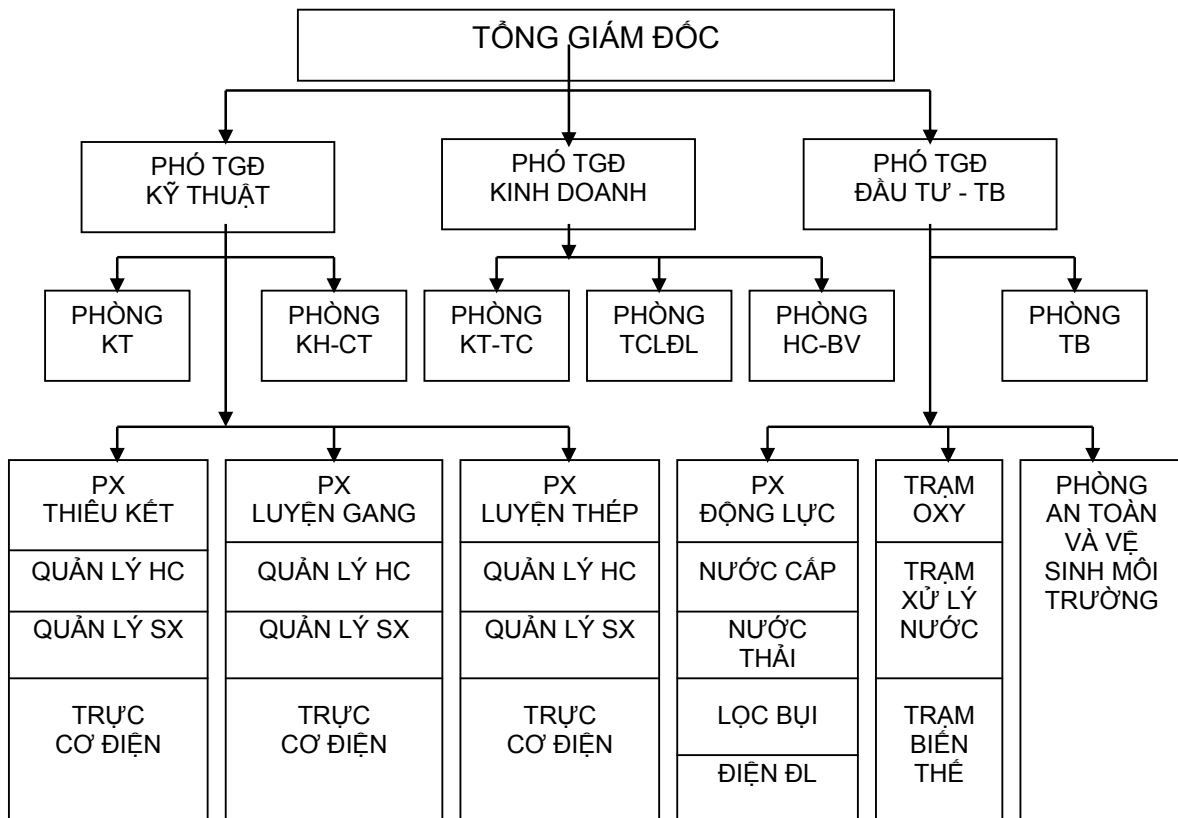 TỔNG GIÁM ĐỐC
PHÓ TGĐ
KỸ THUẬT
PHÓ TGĐ
KINH DOANH
PHÓ TGĐ
ĐẦU TƯ - TB
PHÒNG
KT
PHÒNG
KH-CT
PHÒNG
KT-TC
PHÒNG
TCLĐL
PHÒNG
HC-BV
PHÒNG
TB
PX
THIÊU KẾT
QUẢN LÝ HC
QUẢN LÝ SX
TRỰC
CƠ ĐIỆN
PX
LUYỆN GANG
QUẢN LÝ HC
QUẢN LÝ SX
TRỰC
CƠ ĐIỆN
PX
LUYỆN THÉP
QUẢN LÝ HC
QUẢN LÝ SX
TRỰC
CƠ ĐIỆN
PX
ĐỘNG LỰC
NƯỚC CẤP
NƯỚC
THẢI
LỌC BỤI
ĐIỆN ĐL
TRẠM
OXY
TRẠM
XỬ LÝ
NƯỚC
TRẠM
BIẾN
THẾ
PHÒNG
AN TOÀN
VÀ VỆ
SINH MÔI
TRƯỜNG